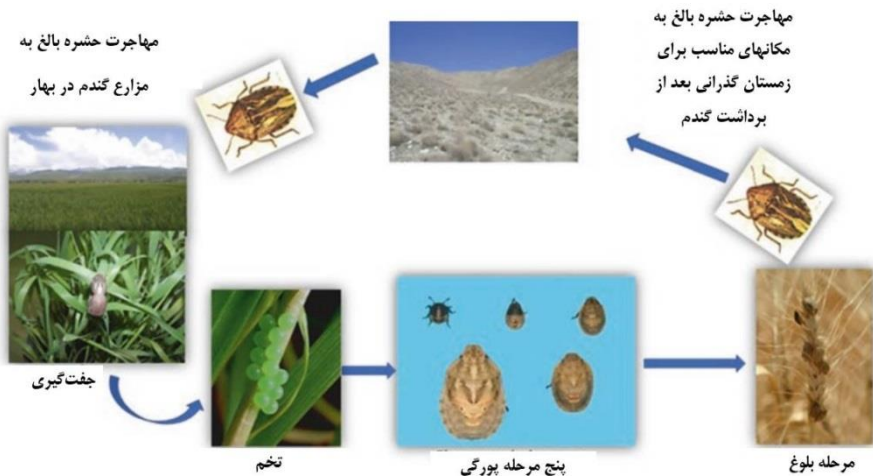 مهاجرت حشره بالغ به
مکانهای مناسب برای
زمستان گذرانی بعد از
برداشت گندم
مهاجرت حشره بالغ به
مزارع گندم در بهار
جفت‌گیری
تخم
پنج مرحله پورگی
مرحله بلوغ